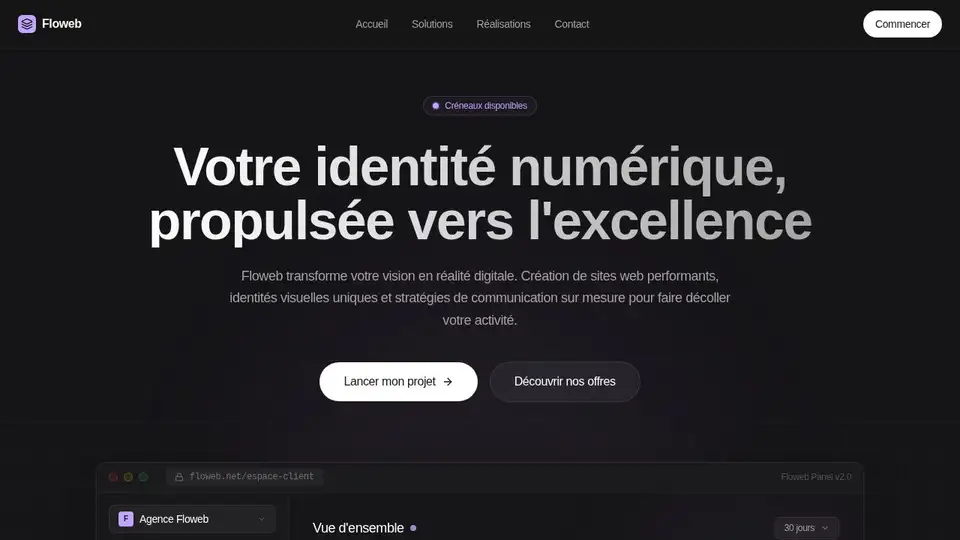 Floweb
Accueil
Solutions
Réalisations
Contact
Commencer
Créneaux disponibles
Votre identité numérique,
propulsée vers l'excellence
Floweb transforme votre vision en réalité digitale. Création de sites web performants,
identités visuelles uniques et stratégies de communication sur mesure pour faire décoller
votre activité.
Lancer mon projet
Découvrir nos offres
floweb.net/espace-client
Floweb Panel v2.0
F
Agence Floweb
Vue d'ensemble
30 jours